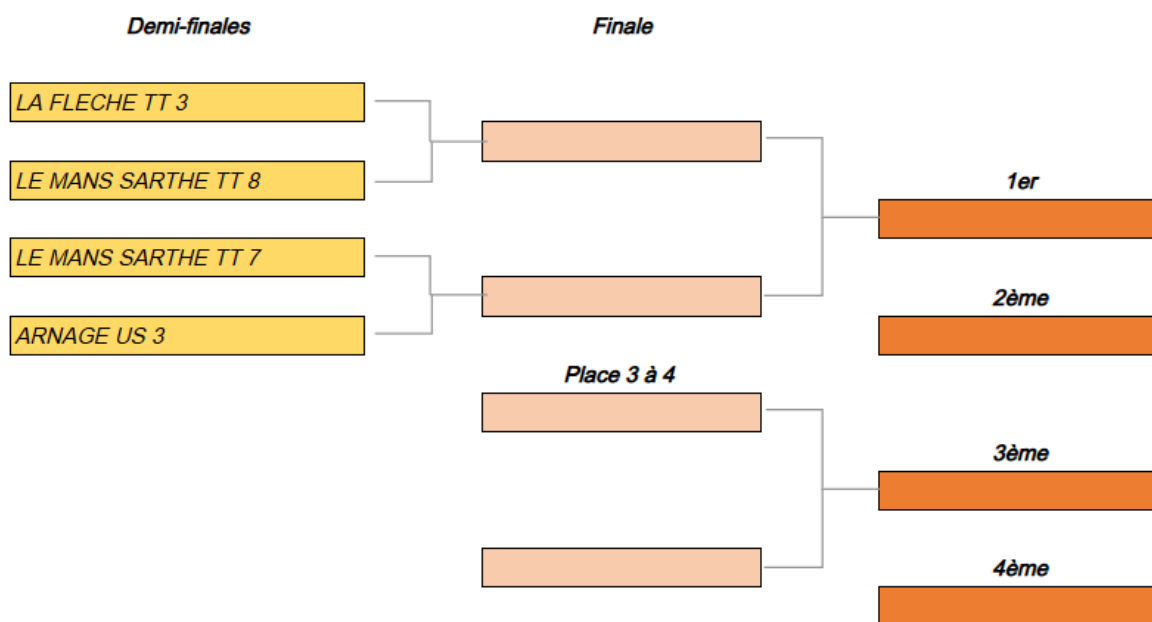 Demi-finales
Finale
LA FLECHE TT 3
LE MANS SARTHE TT 8
1er
LE MANS SARTHE TT 7
2ème
ARNAGE US 3
Place 3 à 4
3ème
4ème